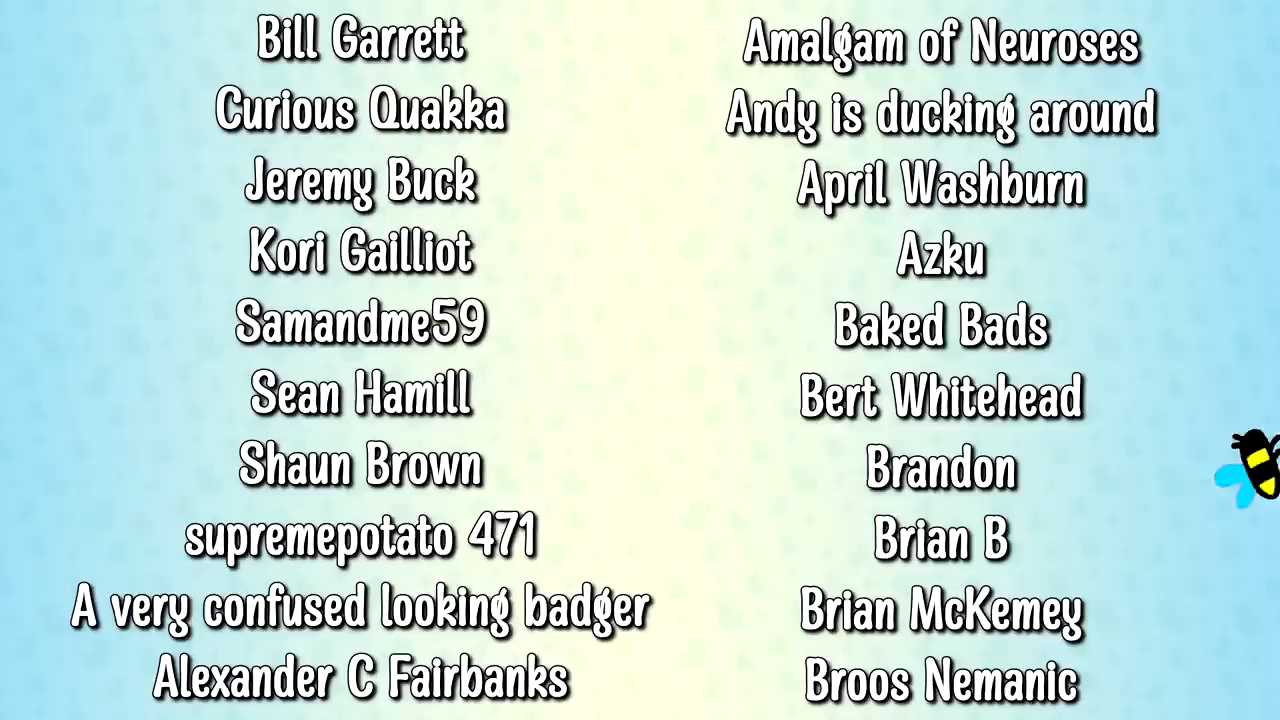 Bill Garrett
Curious Quakka
Jeremy Buck
Kori Gailliot
Samandme59
Sean Hamill
Shaun Brown
supremepotato 471
A very confused looking badger
Alexander C Fairbanks
Amalgam of Neuroses
Andy is ducking around
April Washburn
Azku
Baked Bads
Bert Whitehead
Brandon
Brian B
Brian McKemey
Broos Nemanic